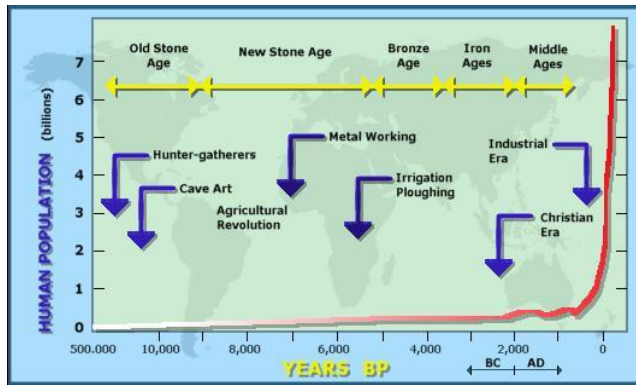 Old Stone
Age
New Stone Age
Bronze
Age
Iron
Ages
Middle
Ages
7
6
5
4
3
2
1
0
HUMAN POPULATION (billions)
Hunter-gatherers
Cave Art
Agricultural
Revolution
Metal Working
Irrigation
Ploughing
Industrial
Era
Christian
Era
500.000 10,000 8,000 6,000 4,000 2,000 0
YEARS BP
BC AD